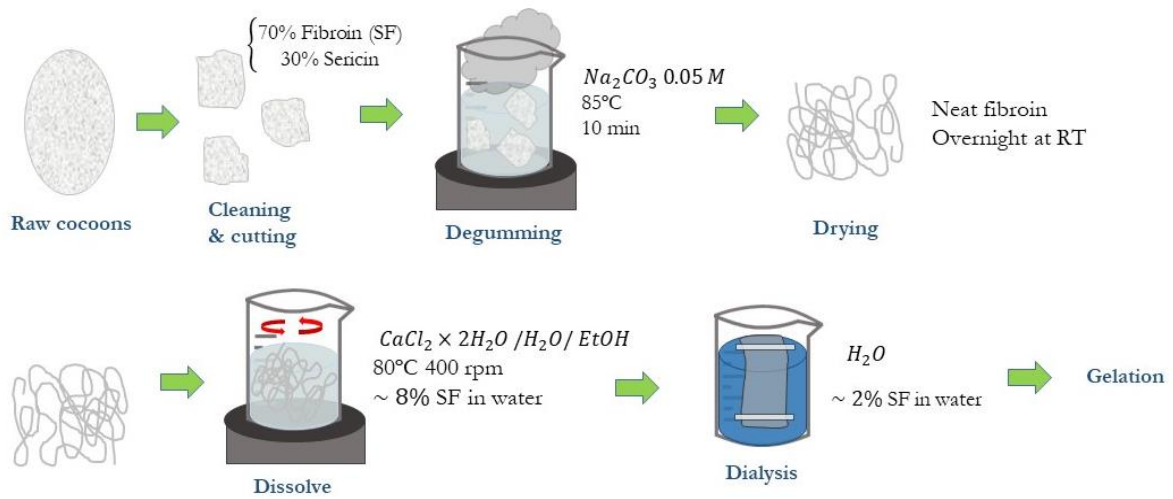 70% Fibroin (SF)
30% Sericin
Na₂CO₃ 0.05 M
85°C
10 min
Neat fibroin
Overnight at RT
Raw cocoons
Cleaning
& cutting
Degumming
Drying
CaCl₂ × 2H₂O /H₂O/ EtOH
80°C 400 rpm
~ 8% SF in water
H₂O
~ 2% SF in water
Gelation
Dissolve
Dialysis